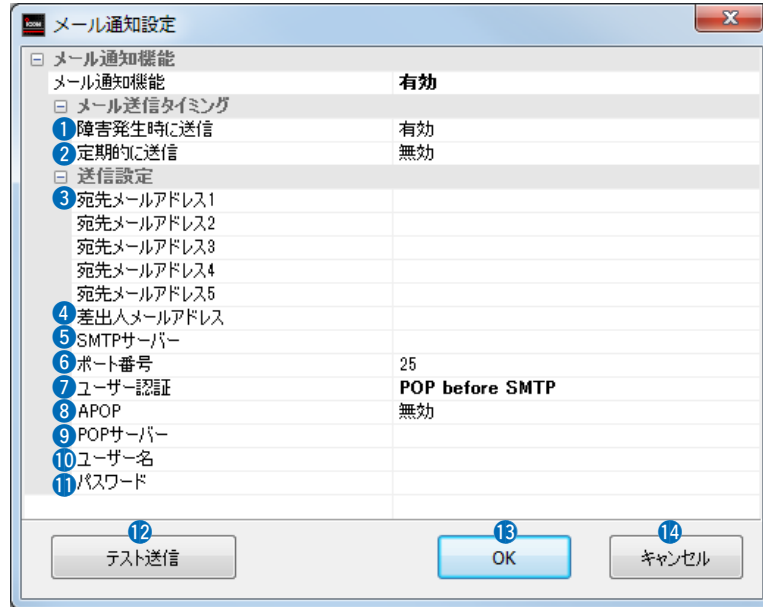 icom メール通知設定 x
メール通知機能
メール通知機能 有効
メール送信タイミング
1 障害発生時に送信 有効
2 定期的に送信 無効
送信設定
3 宛先メールアドレス1
宛先メールアドレス2
宛先メールアドレス3
宛先メールアドレス4
宛先メールアドレス5
4 差出人メールアドレス
5 SMTPサーバー
6 ポート番号 25
7 ユーザー認証 POP before SMTP
8 APOP 無効
9 POPサーバー
10 ユーザー名
11 パスワード
12 13 14
テスト送信 OK キャンセル